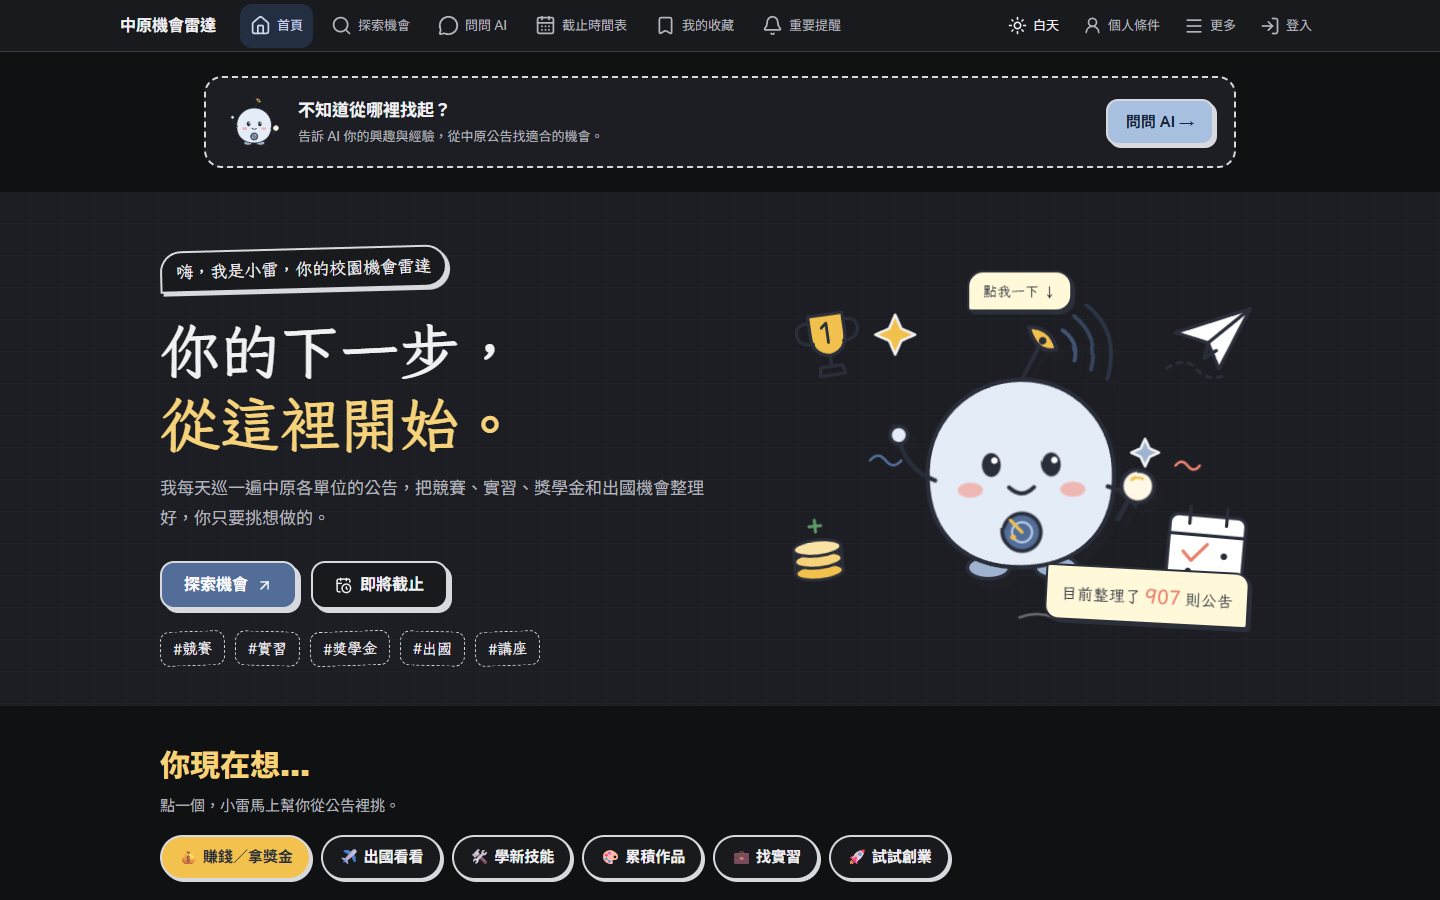 中原機會雷達
首頁
探索機會
問問 AI
截止時間表
我的收藏
重要提醒
白天
個人條件
更多
登入
不知道從哪裡找起？
告訴 AI 你的興趣與經驗，從中原公告找適合的機會。
問問 AI →
嗨，我是小雷，你的校園機會雷達
你的下一步，
從這裡開始。
我每天巡一遍中原各單位的公告，把競賽、實習、獎學金和出國機會整理
好，你只要挑想做的。
探索機會
即將截止
#競賽
#實習
#獎學金
#出國
#講座
點我一下 ↓
1
目前整理了 907 則公告
你現在想...
點一個，小雷馬上幫你從公告裡挑。
賺錢／拿獎金
出國看看
學新技能
累積作品
找實習
試試創業